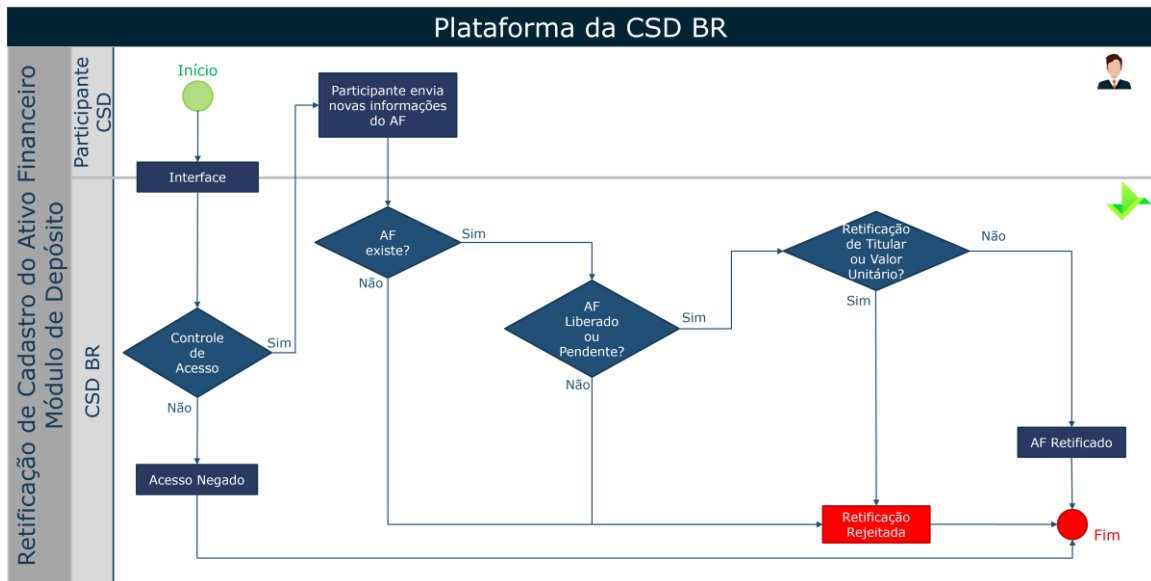 Plataforma da CSD BR
Retificação de Cadastro do Ativo Financeiro
Módulo de Depósito
Participante
CSD
CSD BR
Início
Interface
Participante envia
novas informações
do AF
Controle
de
Acesso
Sim
Não
Acesso Negado
AF
existe?
Sim
Não
AF
Liberado
ou
Pendente?
Sim
Não
Retificação
de Titular
ou Valor
Unitário?
Não
Sim
AF Retificado
Retificação
Rejeitada
Fim